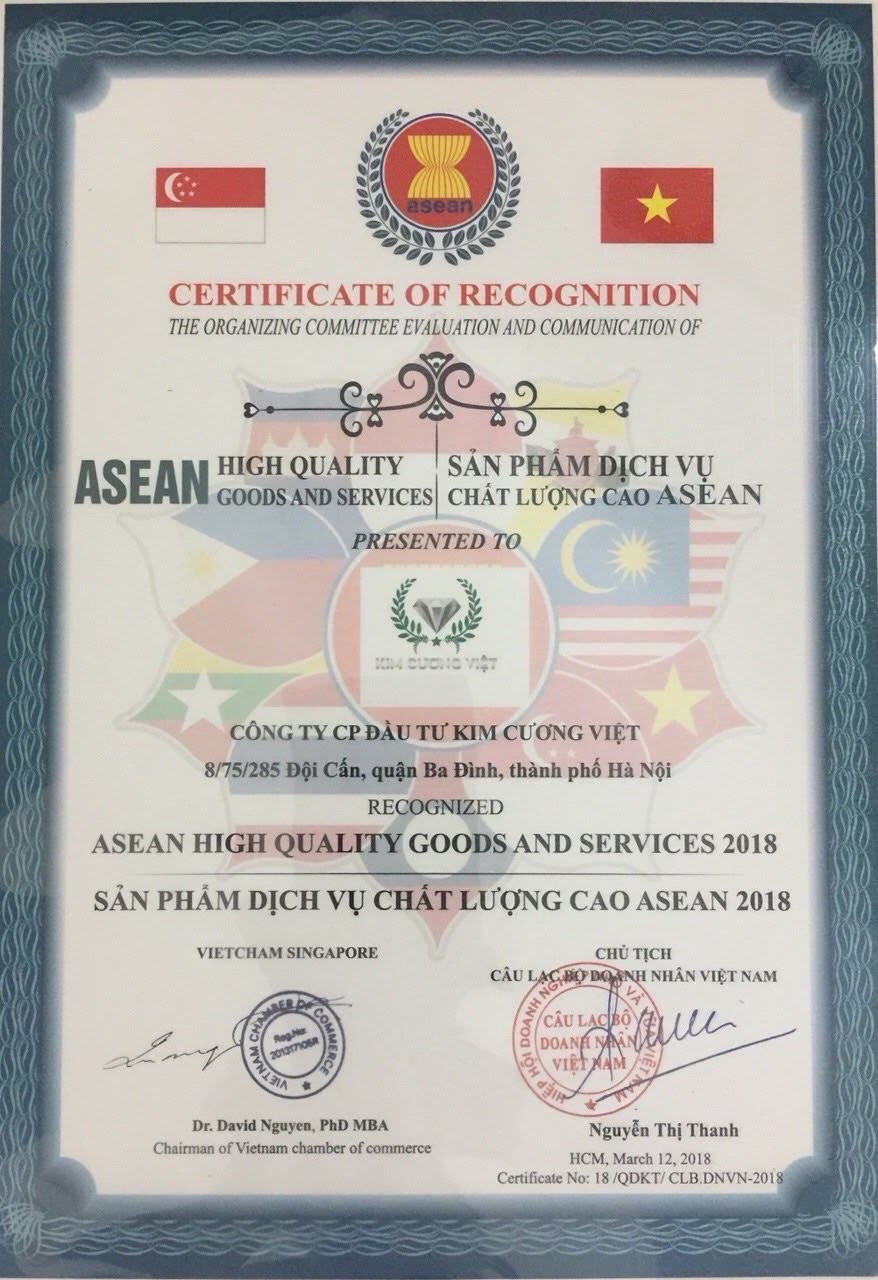 asean
CERTIFICATE OF RECOGNITION
THE ORGANIZING COMMITTEE EVALUATION AND COMMUNICATION OF
ASEAN HIGH QUALITY GOODS AND SERVICES
SẢN PHẨM DỊCH VỤ
CHẤT LƯỢNG CAO ASEAN
PRESENTED TO
KIM CƯƠNG VIỆT
CÔNG TY CP ĐẦU TƯ KIM CƯƠNG VIỆT
8/75/285 Đội Cấn, quận Ba Đình, thành phố Hà Nội
RECOGNIZED
ASEAN HIGH QUALITY GOODS AND SERVICES 2018
SẢN PHẨM DỊCH VỤ CHẤT LƯỢNG CAO ASEAN 2018
VIETCHAM SINGAPORE
VIETNAM CHAMBER OF COMMERCE
Reg.No:
201317105R
Dr. David Nguyen, PhD MBA
Chairman of Vietnam chamber of commerce
CHỦ TỊCH
CÂU LẠC BỘ DOANH NHÂN VIỆT NAM
CÂU LẠC BỘ
DOANH NHÂN
VIỆT NAM
Nguyễn Thị Thanh
HCM, March 12, 2018
Certificate No: 18 /QDKT/ CLB.DNVN-2018